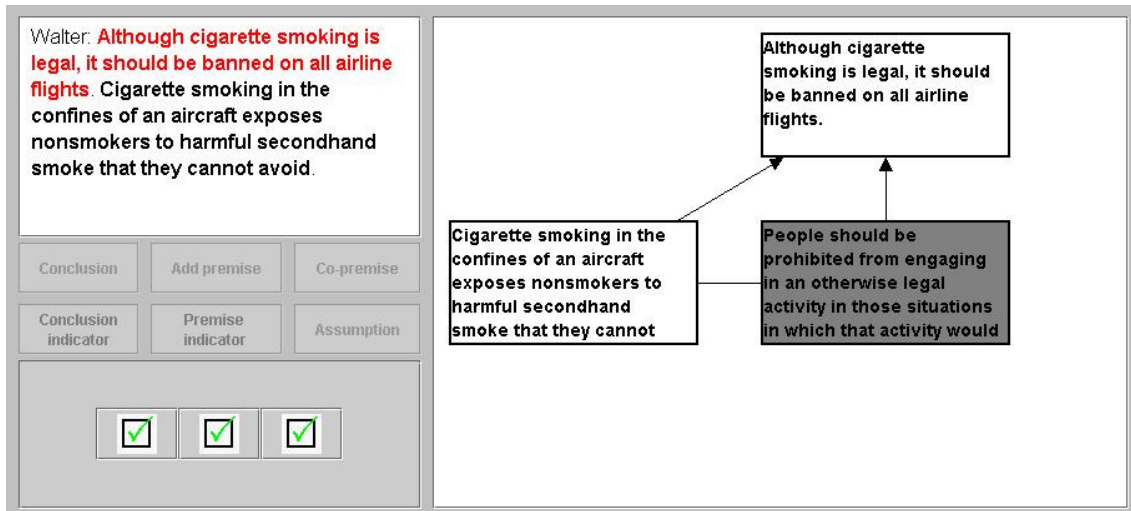 Walter: Although cigarette smoking is
legal, it should be banned on all airline
flights. Cigarette smoking in the
confines of an aircraft exposes
nonsmokers to harmful secondhand
smoke that they cannot avoid.
Conclusion
Add premise
Co-premise
Conclusion
indicator
Premise
indicator
Assumption
Although cigarette
smoking is legal, it should
be banned on all airline
flights.
Cigarette smoking in the
confines of an aircraft
exposes nonsmokers to
harmful secondhand
smoke that they cannot
People should be
prohibited from engaging
in an otherwise legal
activity in those situations
in which that activity would